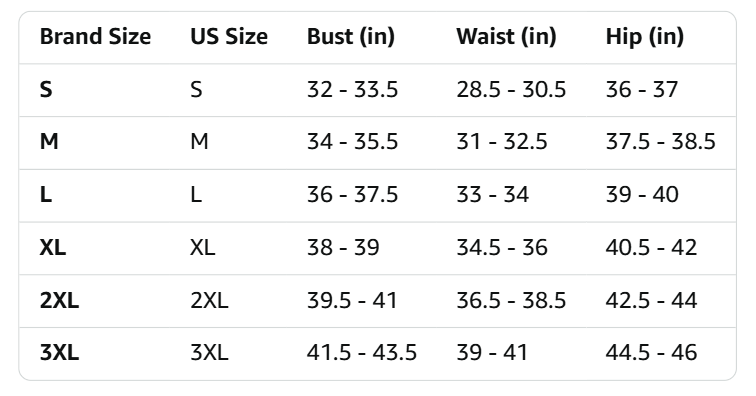 Brand Size US Size Bust (in) Waist (in) Hip (in)
S S 32 - 33.5 28.5 - 30.5 36 - 37
M M 34 - 35.5 31 - 32.5 37.5 - 38.5
L L 36 - 37.5 33 - 34 39 - 40
XL XL 38 - 39 34.5 - 36 40.5 - 42
2XL 2XL 39.5 - 41 36.5 - 38.5 42.5 - 44
3XL 3XL 41.5 - 43.5 39 - 41 44.5 - 46